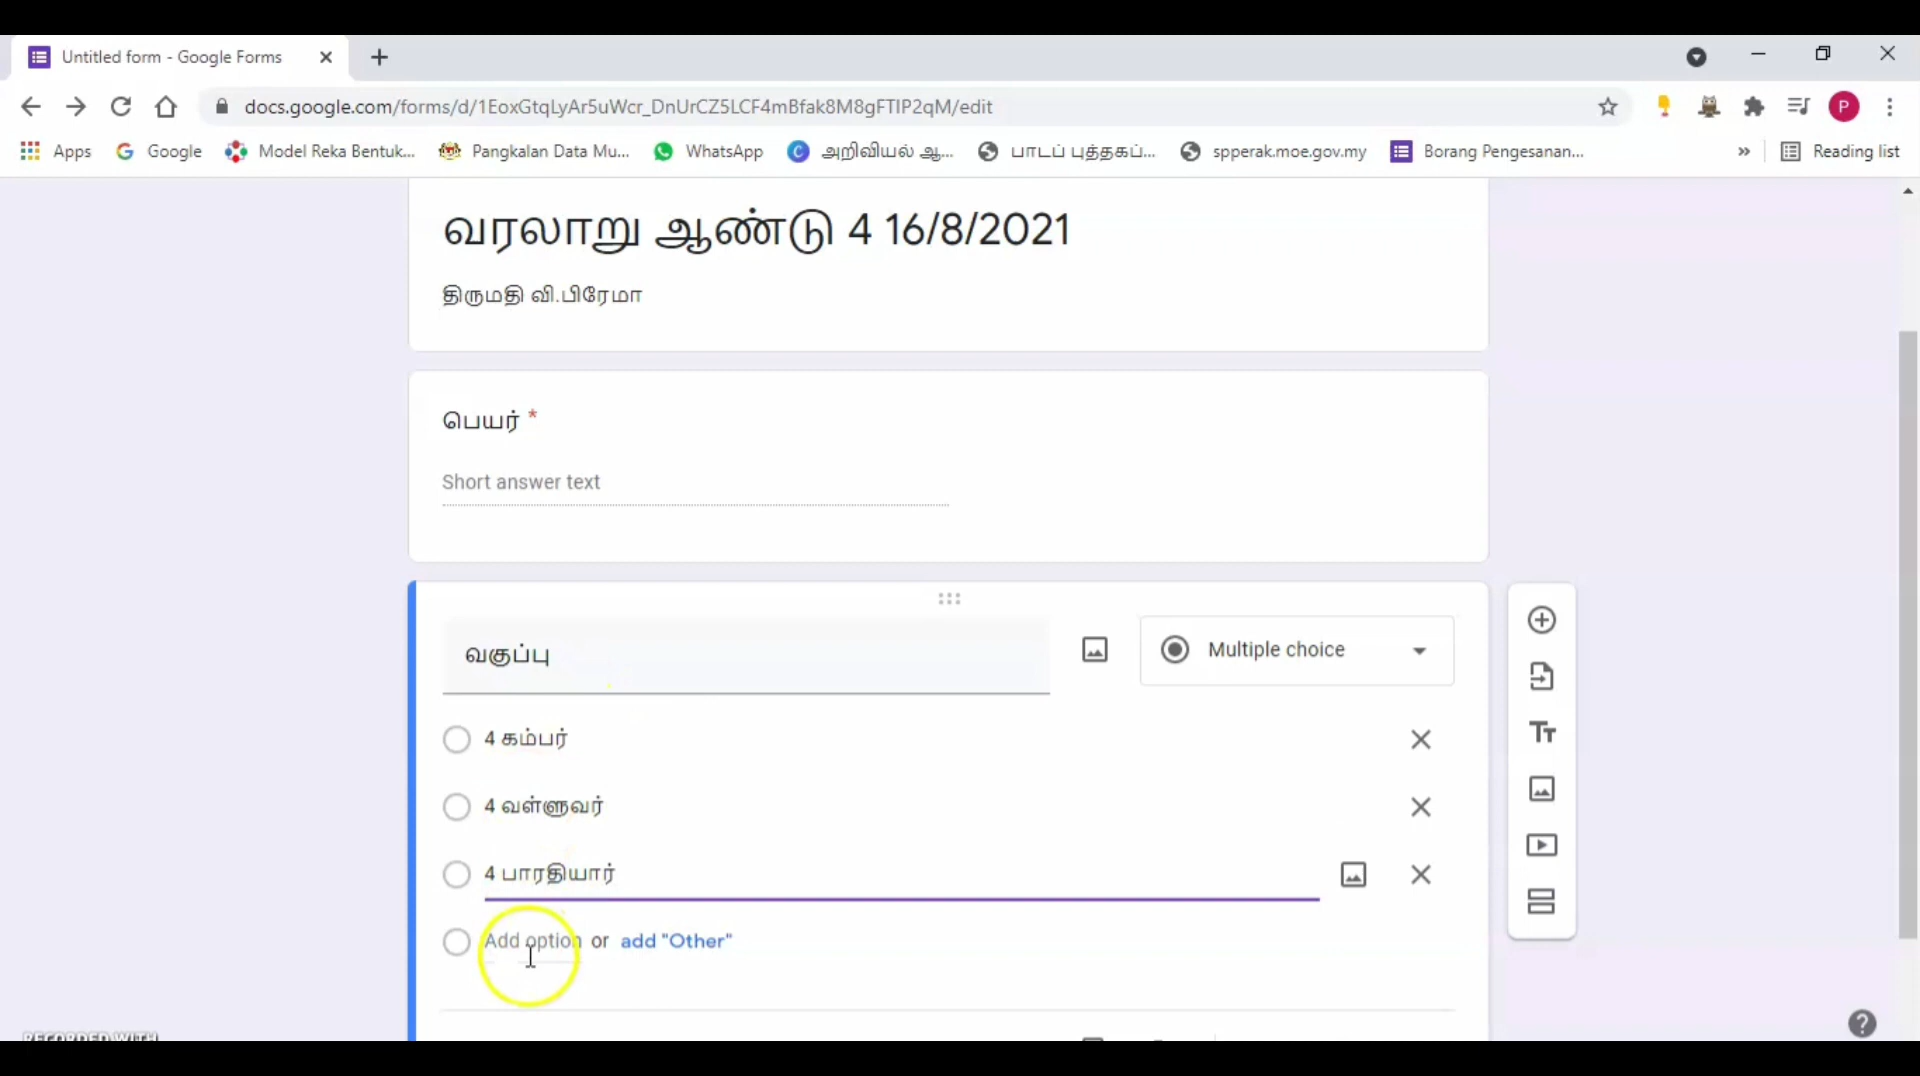 Untitled form - Google Forms
docs.google.com/forms/d/1EoxGtqLyAr5uWcr_DnUrCZ5LCF4mBfak8M8gFTIP2qM/edit
P
Apps
Google
Model Reka Bentuk...
Pangkalan Data Mu...
WhatsApp
அறிவியல் ஆ...
பாடப் புத்தகப்...
spperak.moe.gov.my
Borang Pengesanan...
Reading list
வரலாறு ஆண்டு 4 16/8/2021
திருமதி வி.பிரேமா
பெயர் *
Short answer text
வகுப்பு
Multiple choice
4 கம்பர்
4 வள்ளுவர்
4 பாரதியார்
Add option or add "Other"
RECORDED WITH